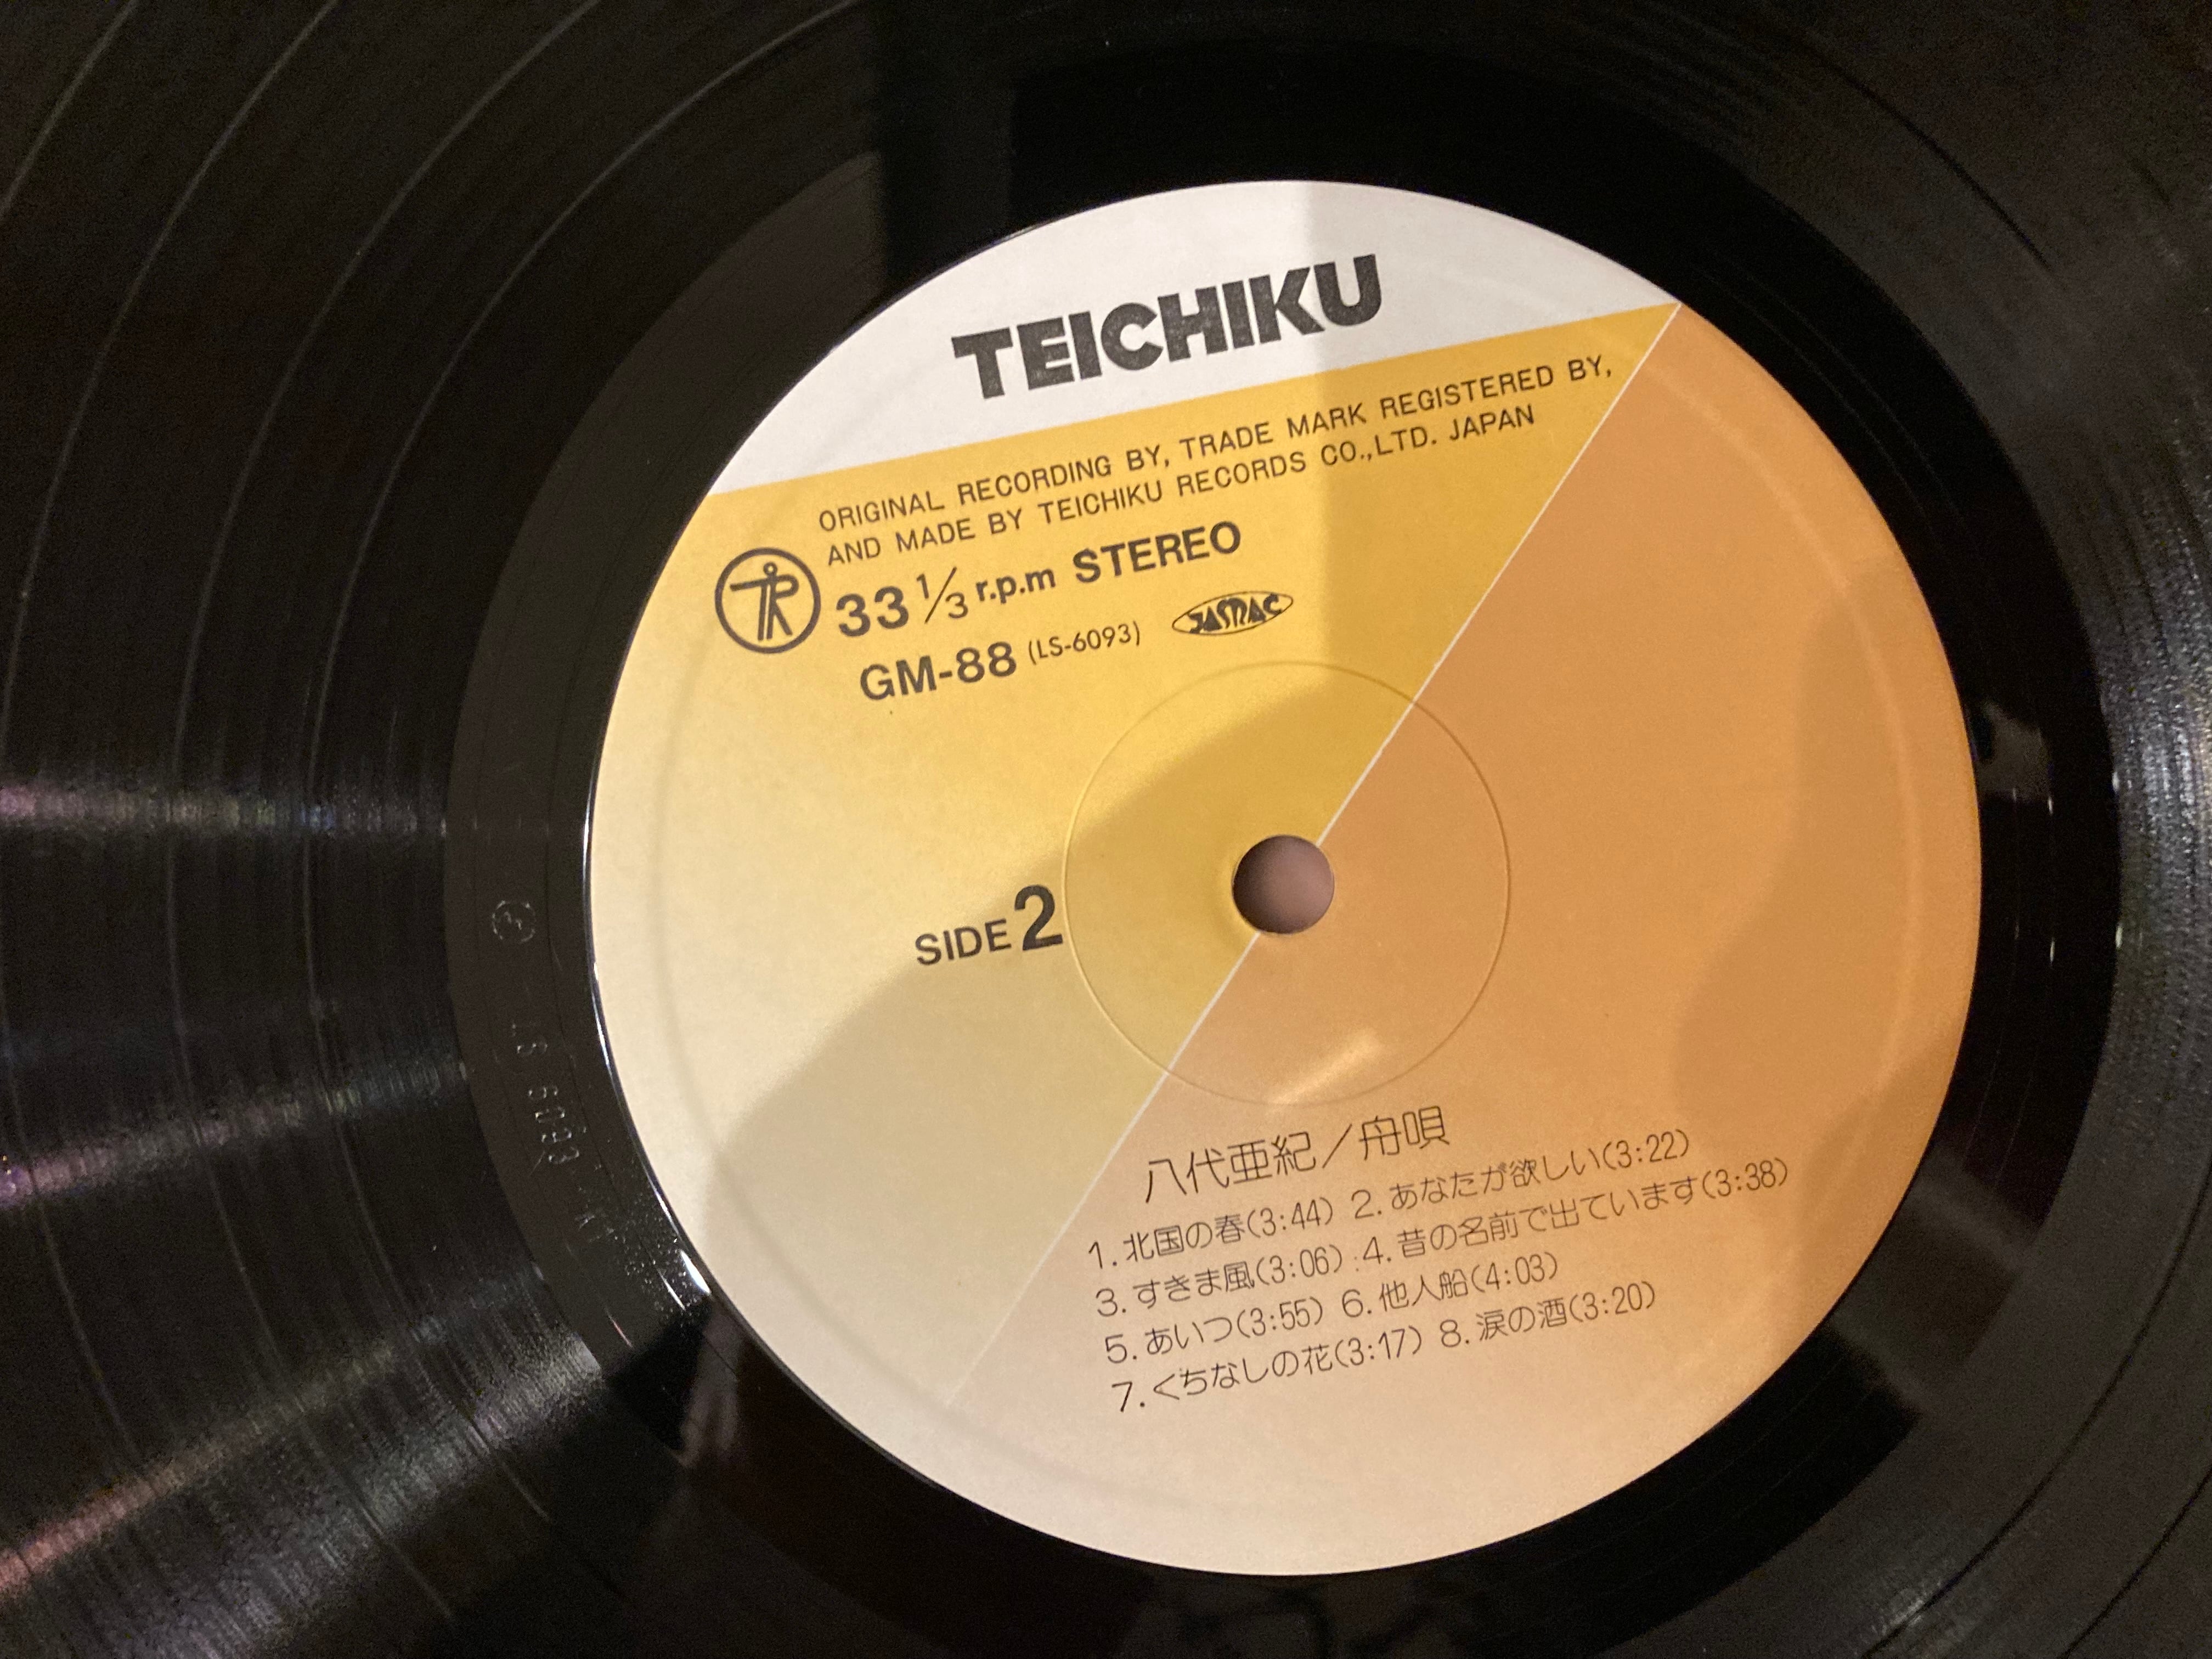 TEICHIKU
ORIGINAL RECORDING BY, TRADE MARK REGISTERED BY,
AND MADE BY TEICHIKU RECORDS CO.,LTD. JAPAN
33 1/3 r.p.m STEREO
GM-88 (LS-6093) JASRAC
SIDE 2
八代亜紀／舟唄
1. 北国の春(3:44) 2. あなたが欲しい(3:22)
3. すきま風(3:06) 4. 昔の名前で出ています(3:38)
5. あいつ(3:55) 6. 他人船(4:03)
7. くちなしの花(3:17) 8. 涙の酒(3:20)